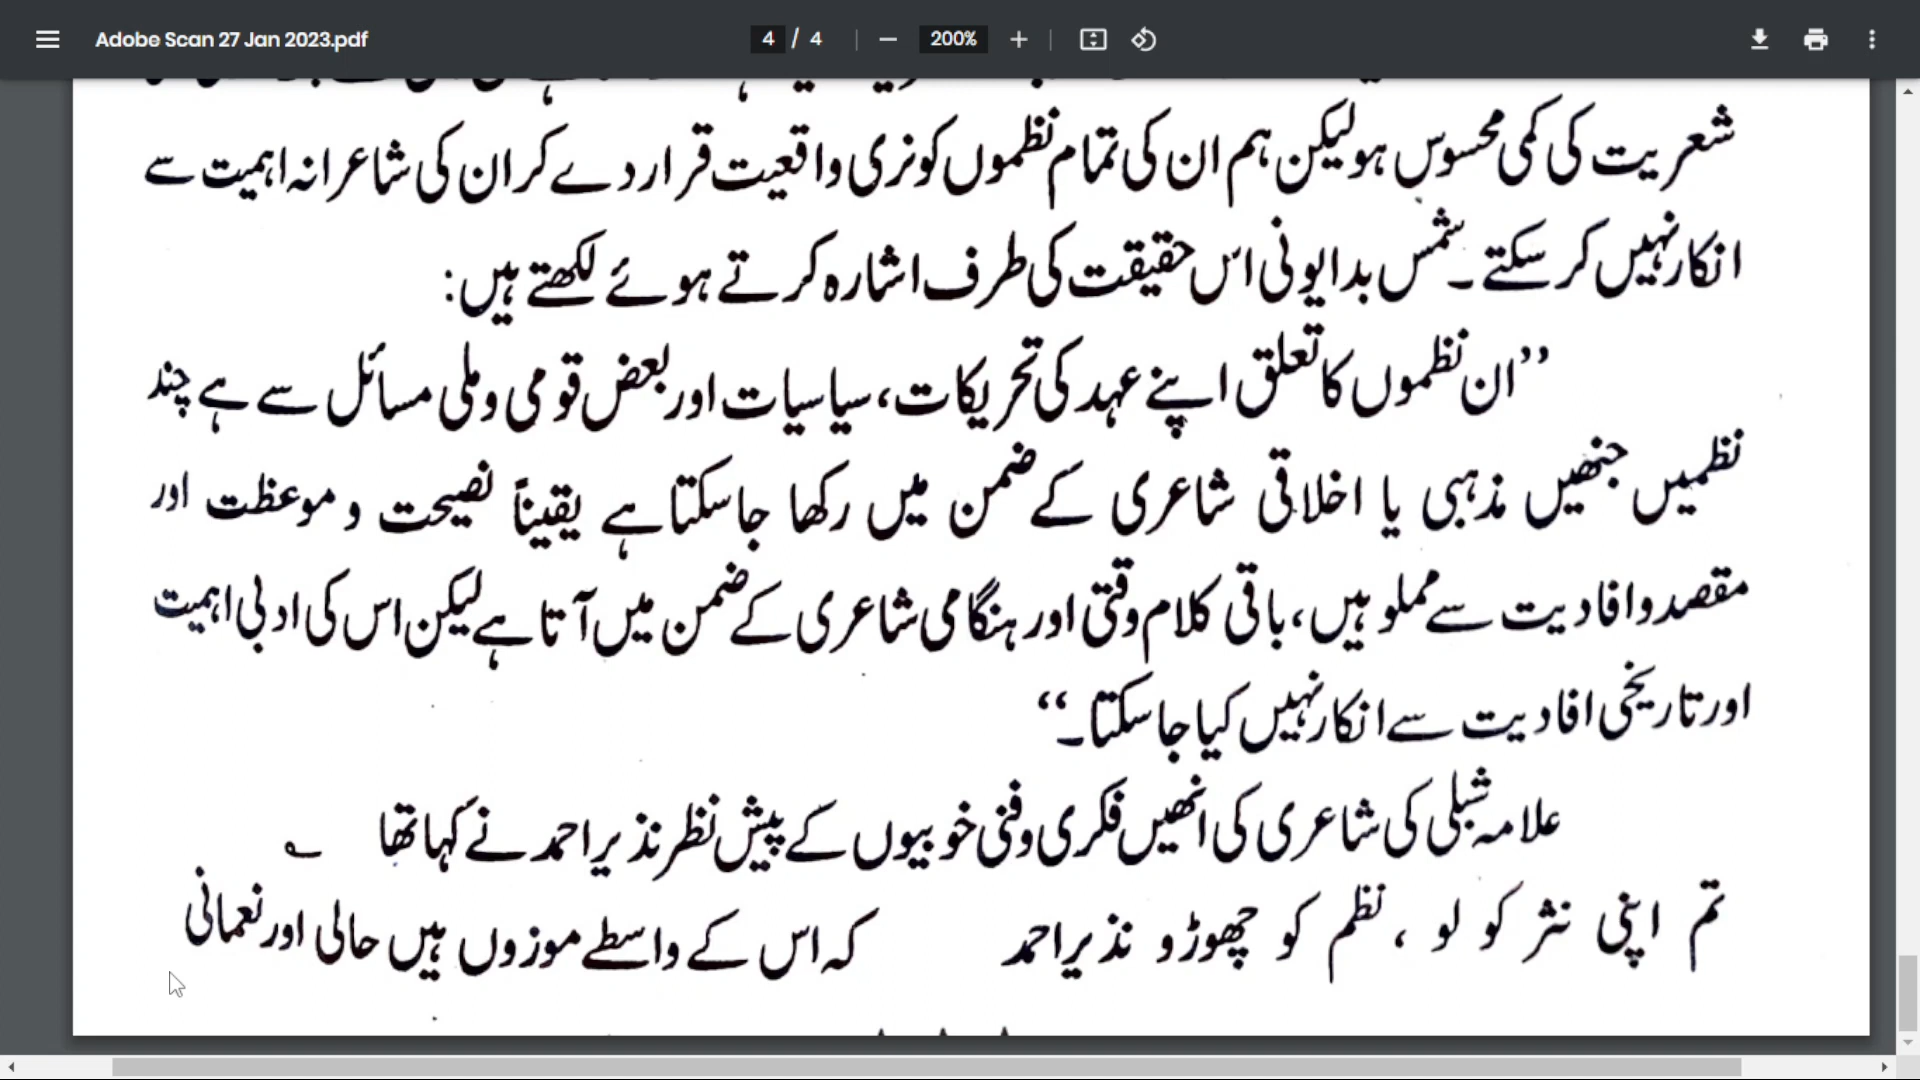 Adobe Scan 27 Jan 2023.pdf
4 / 4
200%
شعریت کی کمی محسوس ہو لیکن ہم ان کی تمام نظموں کو نری واقعیت قرار دے کر ان کی شاعرانہ اہمیت سے
انکار نہیں کر سکتے۔ شمس بدایونی اس حقیقت کی طرف اشارہ کرتے ہوئے لکھتے ہیں:
’’ان نظموں کا تعلق اپنے عہد کی تحریکات، سیاسیات اور بعض قومی و ملی مسائل سے ہے چند
نظمیں جنھیں مذہبی یا اخلاقی شاعری کے ضمن میں رکھا جاسکتا ہے یقیناً نصیحت و موعظت اور
مقصد و افادیت سے مملو ہیں، باقی کلام وقتی اور ہنگامی شاعری کے ضمن میں آتا ہے لیکن اس کی ادبی اہمیت
اور تاریخی افادیت سے انکار نہیں کیا جاسکتا۔‘‘
علامہ شبلی کی شاعری کی انھیں فکری و فنی خوبیوں کے پیش نظر نذیر احمد نے کہا تھا ؎
تم اپنی نثر کو لو ، نظم کو چھوڑو نذیر احمد کہ اس کے واسطے موزوں ہیں حالی اور نعمانی